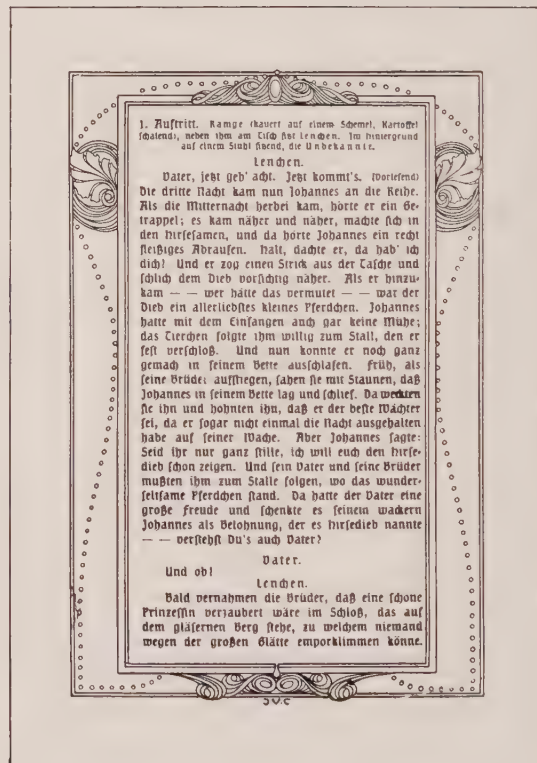 1. Auftritt. Ramge (kauert auf einem Schemel, Kartoffel
schälend), neben ihm am Tisch sitzt Lenchen. Im Hintergrund
auf einem Stuhl sitzend, die Unbekannte.
Lenchen.
Vater, jetzt geb' acht. Jetzt kommt's. (Vorlesend)
Die dritte Nacht kam nun Johannes an die Reihe.
Als die Mitternacht herbei kam, hörte er ein Ge-
trappel; es kam näher und näher, machte sich in
den Hirsesamen, und da hörte Johannes ein recht
fleißiges Abraufen. Halt, dachte er, da hab' ich
dich! Und er zog einen Strick aus der Tasche und
schlich dem Dieb vorsichtig näher. Als er hinzu-
kam — — wer hätte das vermutet — — war der
Dieb ein allerliebstes kleines Pferdchen. Johannes
hatte mit dem Einfangen auch gar keine Mühe;
das Tierchen folgte ihm willig zum Stall, den er
fest verschloß. Und nun konnte er noch ganz
gemach in seinem Bette ausschlafen. Früh, als
seine Brüder aufstiegen, sahen sie mit Staunen, daß
Johannes in seinem Bette lag und schlief. Da weckten
sie ihn und höhnten ihn, daß er der beste Wächter
sei, da er sogar nicht einmal die Nacht ausgehalten
habe auf seiner Wache. Aber Johannes sagte:
Seid ihr nur ganz stille, ich will euch den Hirse-
dieb schon zeigen. Und sein Vater und seine Brüder
mußten ihm zum Stalle folgen, wo das wunder-
seltsame Pferdchen stand. Da hatte der Vater eine
große Freude und schenkte es seinem wackern
Johannes als Belohnung, der es Hirsedieb nannte
— — verstehst Du's auch Vater?
Vater.
Und ob!
Lenchen.
Bald vernahmen die Brüder, daß eine schöne
Prinzessin verzaubert wäre im Schloß, das auf
dem gläsernen Berg stehe, zu welchem niemand
wegen der großen Glätte emporklimmen könne.
J.V.C